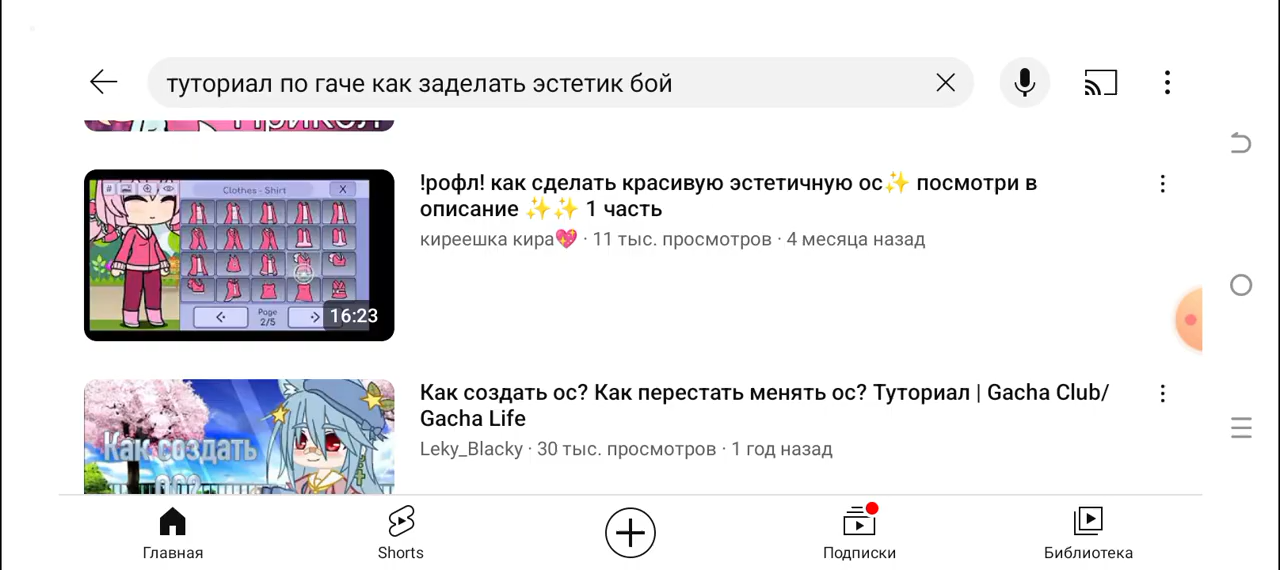 туториал по гаче как заделать эстетик бой
Прикол
Clothes - Shirt
X
Page
2/5
16:23
!рофл! как сделать красивую эстетичную ос✨ посмотри в
описание ✨✨ 1 часть
киреешка кира💖 · 11 тыс. просмотров · 4 месяца назад
Как создать
ОС?
Как создать ос? Как перестать менять ос? Туториал | Gacha Club/
Gacha Life
Leky_Blacky · 30 тыс. просмотров · 1 год назад
Главная
Shorts
Подписки
Библиотека